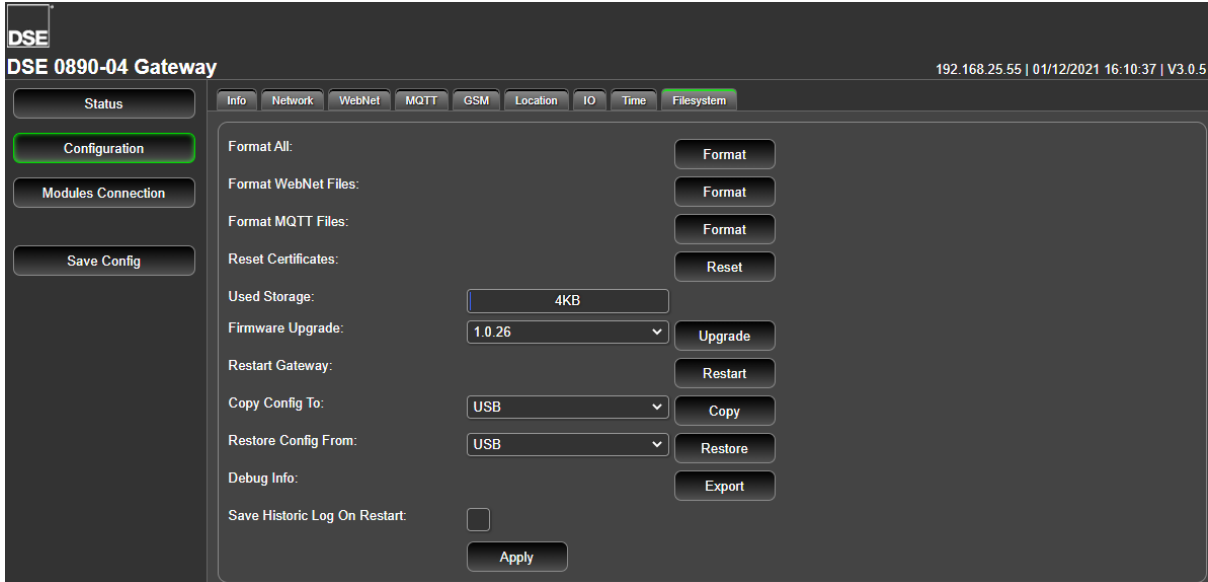 DSE
DSE 0890-04 Gateway
192.168.25.55 | 01/12/2021 16:10:37 | V3.0.5
Status
Configuration
Modules Connection
Save Config
Info Network WebNet MQTT GSM Location IO Time Filesystem
Format All: Format
Format WebNet Files: Format
Format MQTT Files: Format
Reset Certificates: Reset
Used Storage: 4KB
Firmware Upgrade: 1.0.26 Upgrade
Restart Gateway: Restart
Copy Config To: USB Copy
Restore Config From: USB Restore
Debug Info: Export
Save Historic Log On Restart:
Apply